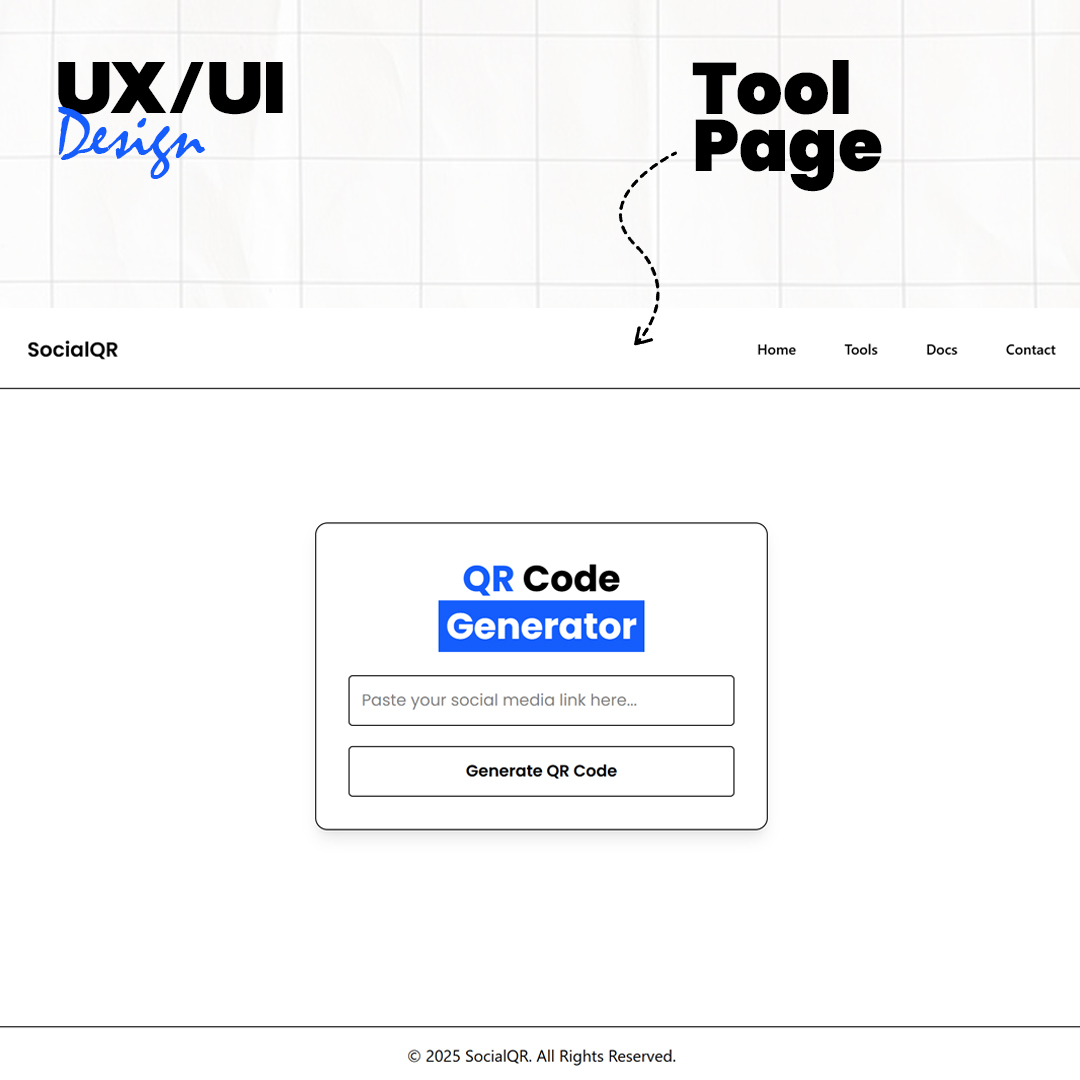 UX/UI
Design
Tool
Page
SocialQR
Home Tools Docs Contact
QR Code
Generator
Paste your social media link here...
Generate QR Code
© 2025 SocialQR. All Rights Reserved.